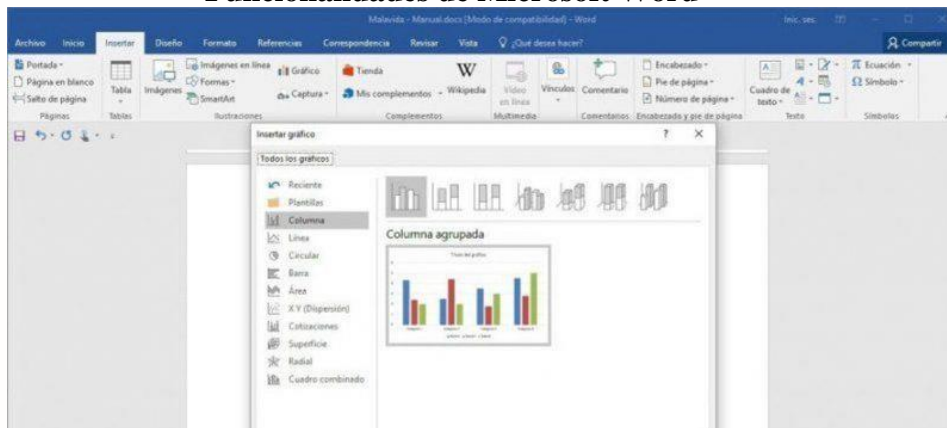 Funcionalidades de Microsoft Word
Malavida - Manual.docx [Modo de compatibilidad] - Word
Inic. ses.
Archivo Inicio Insertar Diseño Formato Referencias Correspondencia Revisar Vista ¿Qué desea hacer? Compartir
Portada
Página en blanco
Salto de página
Páginas
Tabla
Tablas
Imágenes
Imágenes en línea
Formas
SmartArt
Gráfico
Captura
Ilustraciones
Tienda
Mis complementos
W
Wikipedia
Complementos
Vídeo en línea
Multimedia
Vínculos
Comentario
Comentarios
Encabezado
Pie de página
Número de página
Encabezado y pie de página
A
Cuadro de texto
A
Texto
π Ecuación
Ω Símbolo
Símbolos
Insertar gráfico ? X
Todos los gráficos
Reciente
Plantillas
Columna
Línea
Circular
Barra
Área
X Y (Dispersión)
Cotizaciones
Superficie
Radial
Cuadro combinado
Columna agrupada
Título del gráfico